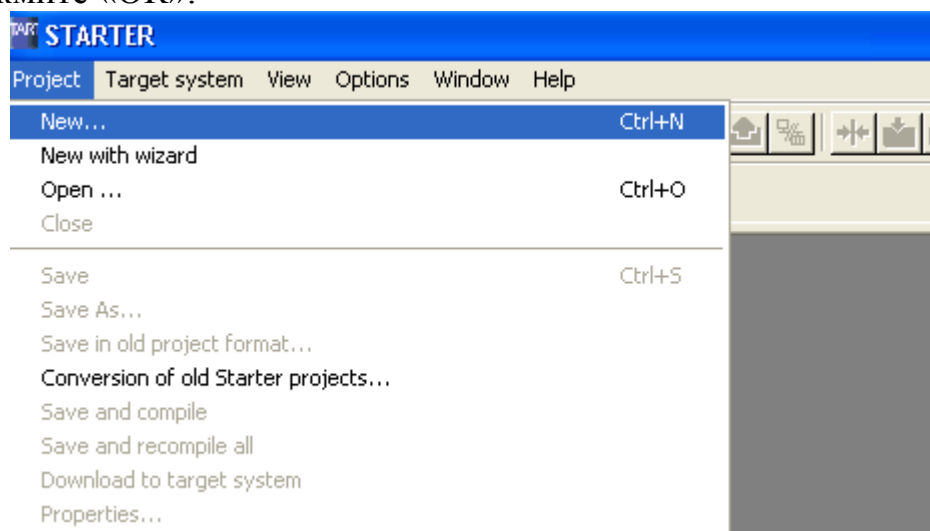 STARTER
Project Target system View Options Window Help
New... Ctrl+N
New with wizard
Open ... Ctrl+O
Close
Save Ctrl+S
Save As...
Save in old project format...
Conversion of old Starter projects...
Save and compile
Save and recompile all
Download to target system
Properties...